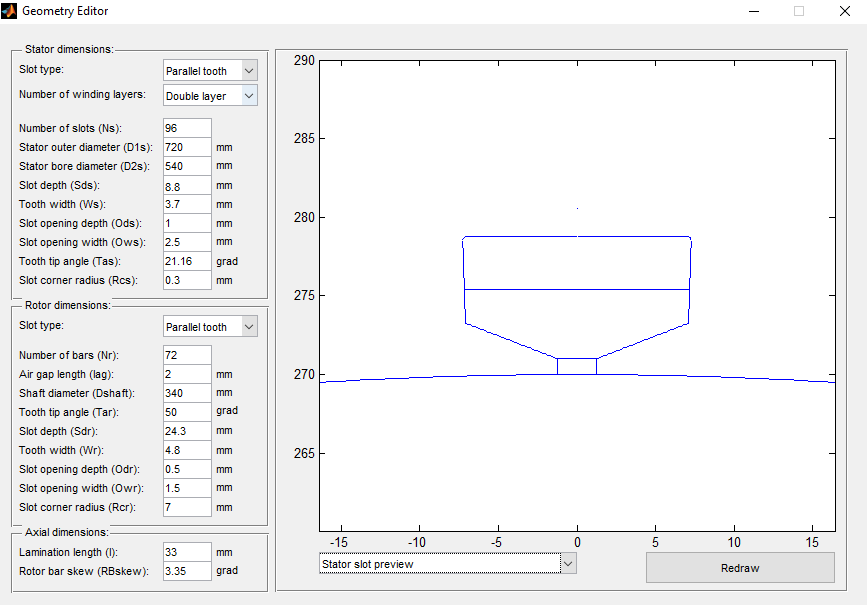 Geometry Editor
Stator dimensions:
Slot type: Parallel tooth
Number of winding layers: Double layer
Number of slots (Ns): 96
Stator outer diameter (D1s): 720 mm
Stator bore diameter (D2s): 540 mm
Slot depth (Sds): 8.8 mm
Tooth width (Ws): 3.7 mm
Slot opening depth (Ods): 1 mm
Slot opening width (Ows): 2.5 mm
Tooth tip angle (Tas): 21.16 grad
Slot corner radius (Rcs): 0.3 mm
Rotor dimensions:
Slot type: Parallel tooth
Number of bars (Nr): 72
Air gap length (lag): 2 mm
Shaft diameter (Dshaft): 340 mm
Tooth tip angle (Tar): 50 grad
Slot depth (Sdr): 24.3 mm
Tooth width (Wr): 4.8 mm
Slot opening depth (Odr): 0.5 mm
Slot opening width (Owr): 1.5 mm
Slot corner radius (Rcr): 7 mm
Axial dimensions:
Lamination length (l): 33 mm
Rotor bar skew (RBskew): 3.35 grad
290
285
280
275
270
265
-15 -10 -5 0 5 10 15
Stator slot preview
Redraw